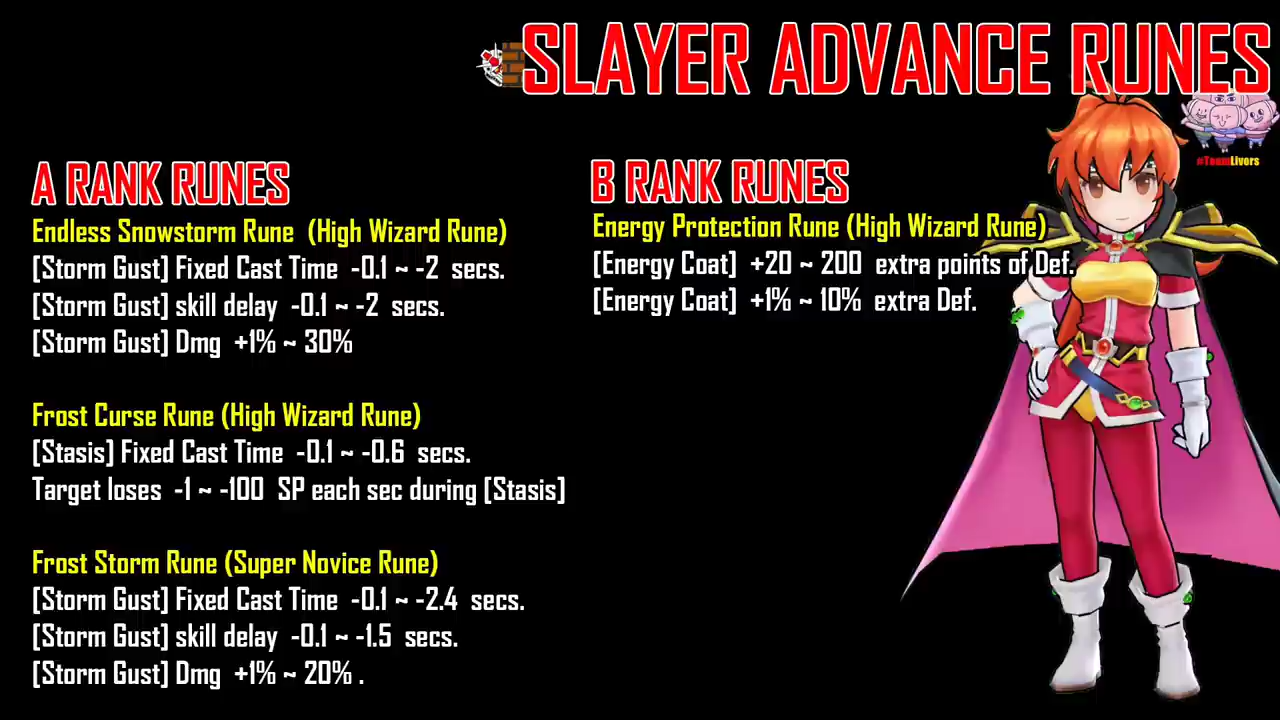 SLAYER ADVANCE RUNES
#TeamLivors
A RANK RUNES
Endless Snowstorm Rune (High Wizard Rune)
[Storm Gust] Fixed Cast Time -0.1 ~ -2 secs.
[Storm Gust] skill delay -0.1 ~ -2 secs.
[Storm Gust] Dmg +1% ~ 30%
Frost Curse Rune (High Wizard Rune)
[Stasis] Fixed Cast Time -0.1 ~ -0.6 secs.
Target loses -1 ~ -100 SP each sec during [Stasis]
Frost Storm Rune (Super Novice Rune)
[Storm Gust] Fixed Cast Time -0.1 ~ -2.4 secs.
[Storm Gust] skill delay -0.1 ~ -1.5 secs.
[Storm Gust] Dmg +1% ~ 20% .
B RANK RUNES
Energy Protection Rune (High Wizard Rune)
[Energy Coat] +20 ~ 200 extra points of Def.
[Energy Coat] +1% ~ 10% extra Def.